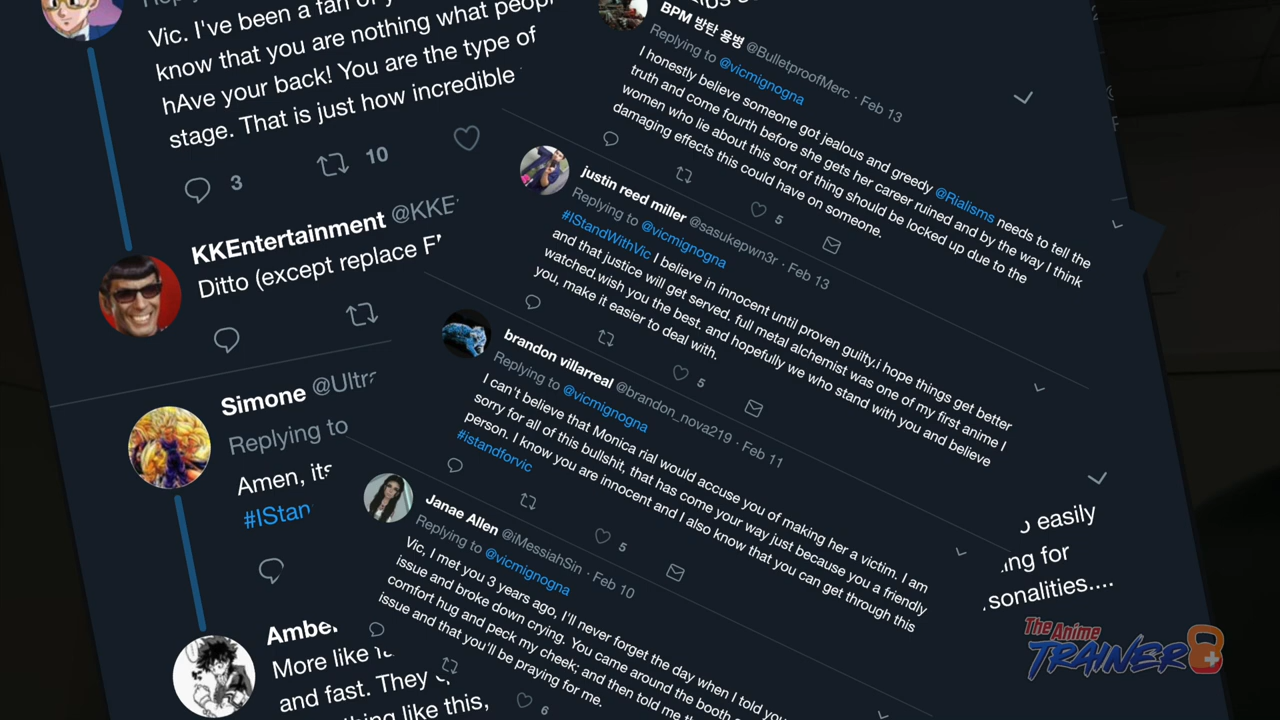 Vic. I've been a fan of
know that you are nothing what peop
hAve your back! You are the type of
stage. That is just how incredible
3
10
KKEntertainment @KKE
Ditto (except replace F
Simone @Ultr
Replying to
Amen, its
#IStan
Amber
More like
and fast. They
thing like this,
BPM 방탄 용병 @BulletproofMerc · Feb 13
Replying to @vicmignogna
I honestly believe someone got jealous and greedy @Rialisms needs to tell the
truth and come fourth before she gets her career ruined and by the way I think
women who lie about this sort of thing should be locked up due to the
damaging effects this could have on someone.
5
justin reed miller @sasukepwn3r · Feb 13
Replying to @vicmignogna
#IStandWithVic I believe in innocent until proven guilty.i hope things get better
and that justice will get served. full metal alchemist was one of my first anime I
watched wish you the best. and hopefully we who stand with you and believe
you, make it easier to deal with.
5
brandon villarreal @brandon_nova219 · Feb 11
Replying to @vicmignogna
I can't believe that Monica rial would accuse you of making her a victim. I am
sorry for all of this bullshit, that has come your way just because you a friendly
person. I know you are innocent and I also know that you can get through this
#istandforvic
5
Janae Allen @iMessiahSin · Feb 10
Replying to @vicmignogna
Vic, I met you 3 years ago. I'll never forget the day when I told you
issue and broke down crying. You came around the booth
comfort hug and peck my cheek; and then told me
issue and that you'll be praying for me.
6
o easily
ing for
sonalities....
The Anime
TRAINER